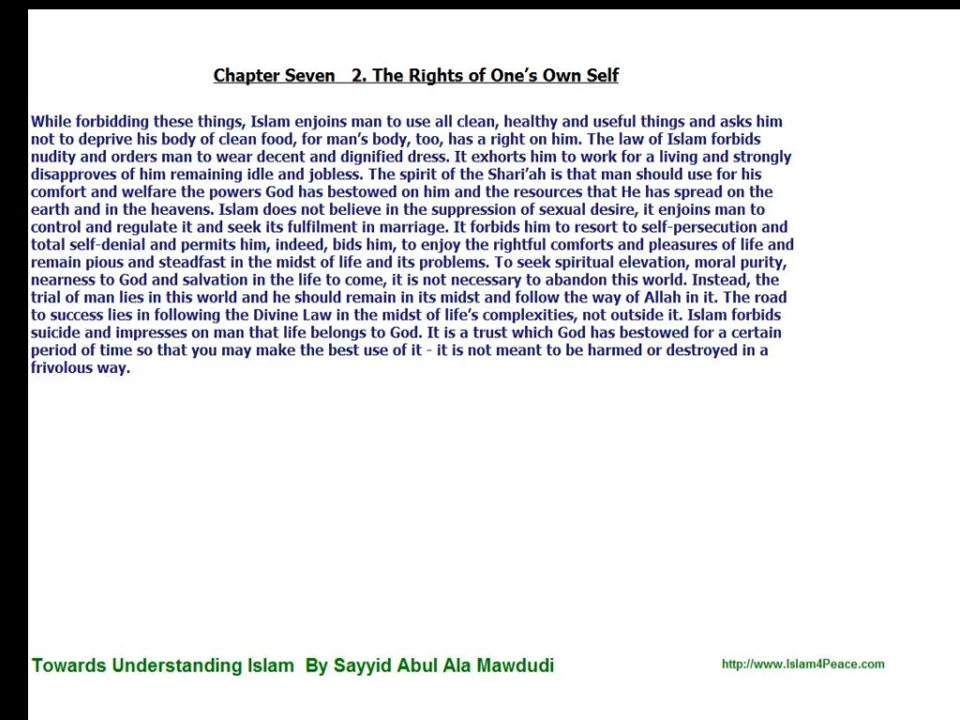 Chapter Seven   2. The Rights of One’s Own Self
While forbidding these things, Islam enjoins man to use all clean, healthy and useful things and asks him
not to deprive his body of clean food, for man’s body, too, has a right on him. The law of Islam forbids
nudity and orders man to wear decent and dignified dress. It exhorts him to work for a living and strongly
disapproves of him remaining idle and jobless. The spirit of the Shari’ah is that man should use for his
comfort and welfare the powers God has bestowed on him and the resources that He has spread on the
earth and in the heavens. Islam does not believe in the suppression of sexual desire, it enjoins man to
control and regulate it and seek its fulfilment in marriage. It forbids him to resort to self-persecution and
total self-denial and permits him, indeed, bids him, to enjoy the rightful comforts and pleasures of life and
remain pious and steadfast in the midst of life and its problems. To seek spiritual elevation, moral purity,
nearness to God and salvation in the life to come, it is not necessary to abandon this world. Instead, the
trial of man lies in this world and he should remain in its midst and follow the way of Allah in it. The road
to success lies in following the Divine Law in the midst of life’s complexities, not outside it. Islam forbids
suicide and impresses on man that life belongs to God. It is a trust which God has bestowed for a certain
period of time so that you may make the best use of it - it is not meant to be harmed or destroyed in a
frivolous way.
Towards Understanding Islam  By Sayyid Abul Ala Mawdudi
http://www.Islam4Peace.com